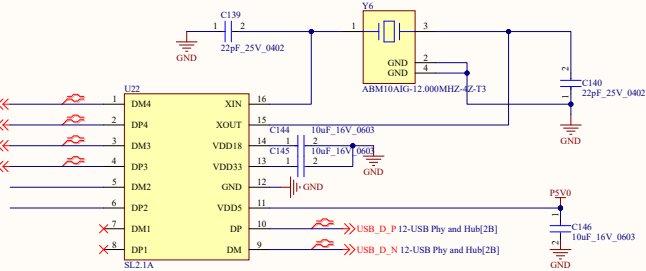 Y6
C139
1 2
22pF_25V_0402
GND
1
3
GND 2
GND 4
ABM10AIG-12.000MHZ-4Z-T3
2
C140
1 22pF_25V_0402
GND
U22
1 DM4 XIN 16
2 DP4 XOUT 15
3 DM3 VDD18 14
4 DP3 VDD33 13
5 DM2 GND 12
6 DP2 VDD5 11
7 DM1 DP 10
8 DP1 DM 9
SL2.1A
C144 10uF_16V_0603
1 2
C145 10uF_16V_0603
1 2
GND
GND
P5V0
USB_D_P 12-USB Phy and Hub[2B]
USB_D_N 12-USB Phy and Hub[2B]
1
C146
10uF_16V_0603
2
GND